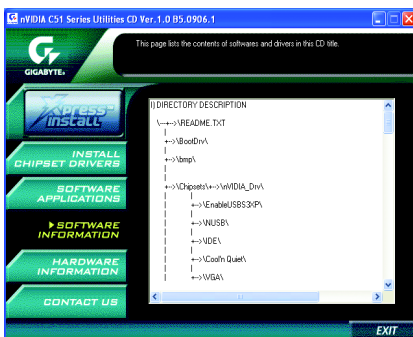 nVIDIA C51 Series Utilities CD Ver.1.0 B5.0906.1
This page lists the contents of softwares and drivers in this CD title.
GIGABYTE
Xpress-
install
INSTALL
CHIPSET DRIVERS
SOFTWARE
APPLICATIONS
SOFTWARE
INFORMATION
HARDWARE
INFORMATION
CONTACT US
I) DIRECTORY DESCRIPTION
\---+-->\README.TXT
|
+-->\BootDrv\
|
+-->\bmp\
|
+-->\Chipsets\+-->\nVIDIA_Drv\
| |
| +-->\EnableUSBS3XP\
| |
| +-->\NUSB\
| |
| +-->\IDE\
| |
| +-->\Cool'n Quiet\
| |
| +-->\VGA\
EXIT